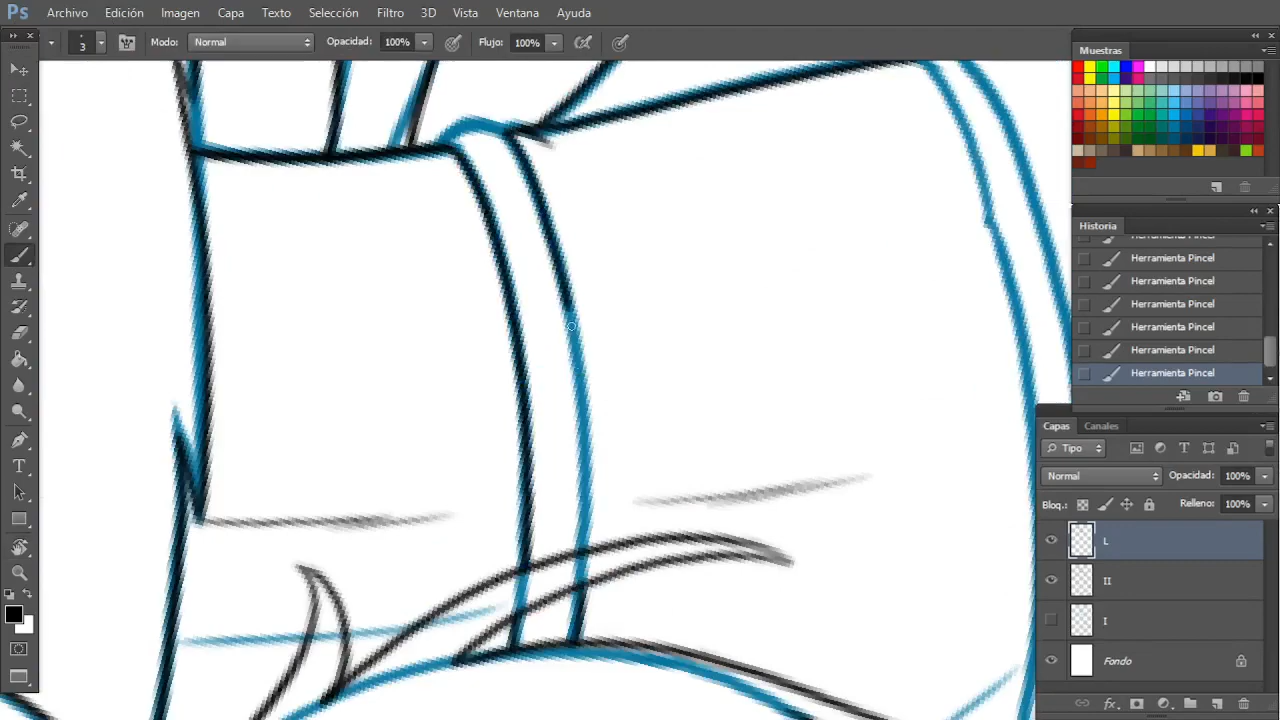 Ps Archivo Edición Imagen Capa Texto Selección Filtro 3D Vista Ventana Ayuda
3 Modo: Normal Opacidad: 100% Flujo: 100%
Muestras
Historia
Herramienta Pincel
Herramienta Pincel
Herramienta Pincel
Herramienta Pincel
Herramienta Pincel
Herramienta Pincel
Herramienta Pincel
Capas Canales
Tipo
Normal Opacidad: 100%
Bloq.: Relleno: 100%
L
II
I
Fondo